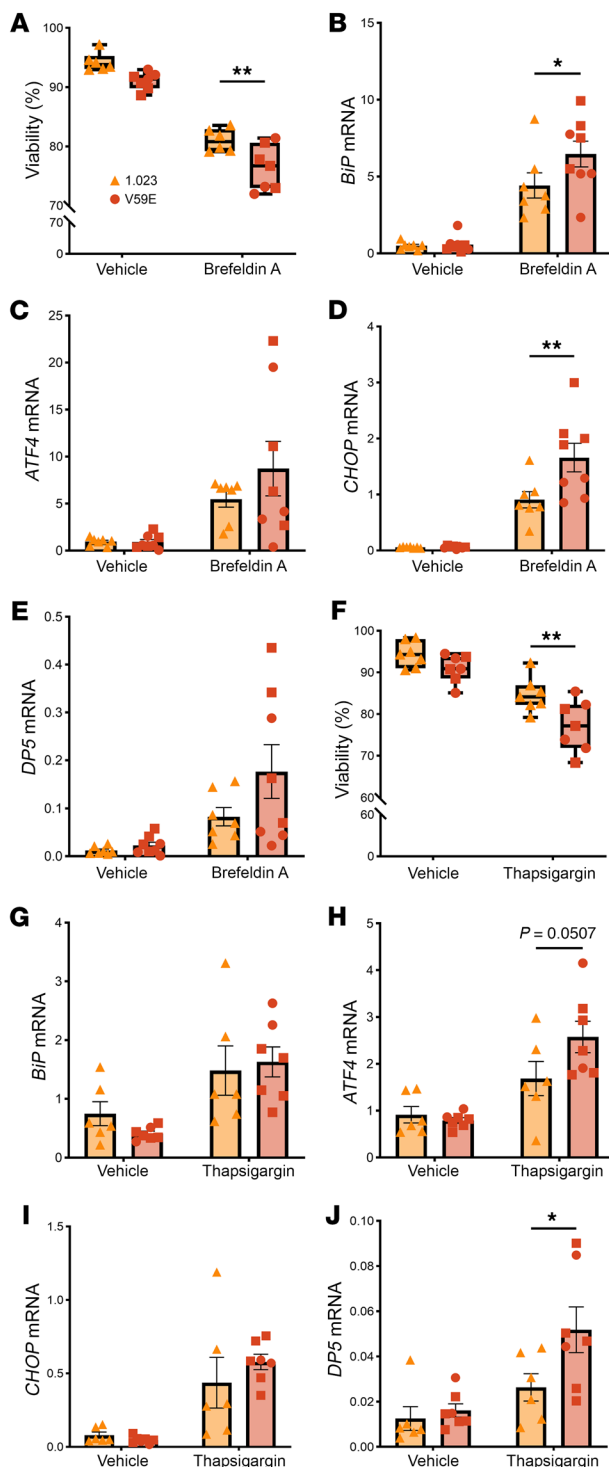 A
Viability (%)
100
90
80
70
70
0
**
1.023
V59E
Vehicle
Brefeldin A
B
BiP mRNA
15
10
5
0
*
Vehicle
Brefeldin A
C
ATF4 mRNA
25
20
15
10
5
0
Vehicle
Brefeldin A
D
CHOP mRNA
4
3
2
1
0
**
Vehicle
Brefeldin A
E
DP5 mRNA
0.5
0.4
0.3
0.2
0.1
0.0
Vehicle
Brefeldin A
F
Viability (%)
100
90
80
70
60
60
0
**
Vehicle
Thapsigargin
G
BiP mRNA
4
3
2
1
0
Vehicle
Thapsigargin
H
ATF4 mRNA
5
4
3
2
1
0
P = 0.0507
Vehicle
Thapsigargin
I
CHOP mRNA
1.5
1.0
0.5
0.0
Vehicle
Thapsigargin
J
DP5 mRNA
0.10
0.08
0.06
0.04
0.02
0.00
*
Vehicle
Thapsigargin